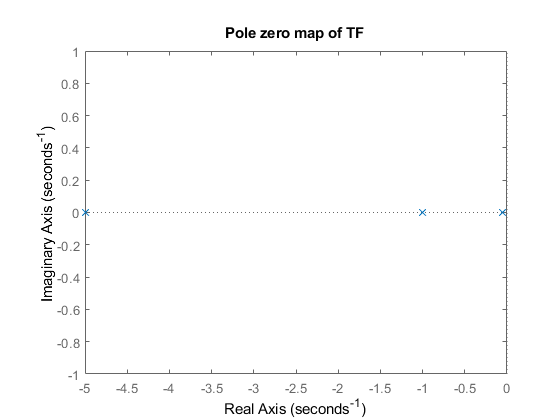 Pole zero map of TF
1
0.8
0.6
0.4
0.2
0
-0.2
-0.4
-0.6
-0.8
-1
Imaginary Axis (seconds⁻¹)
-5 -4.5 -4 -3.5 -3 -2.5 -2 -1.5 -1 -0.5 0
Real Axis (seconds⁻¹)